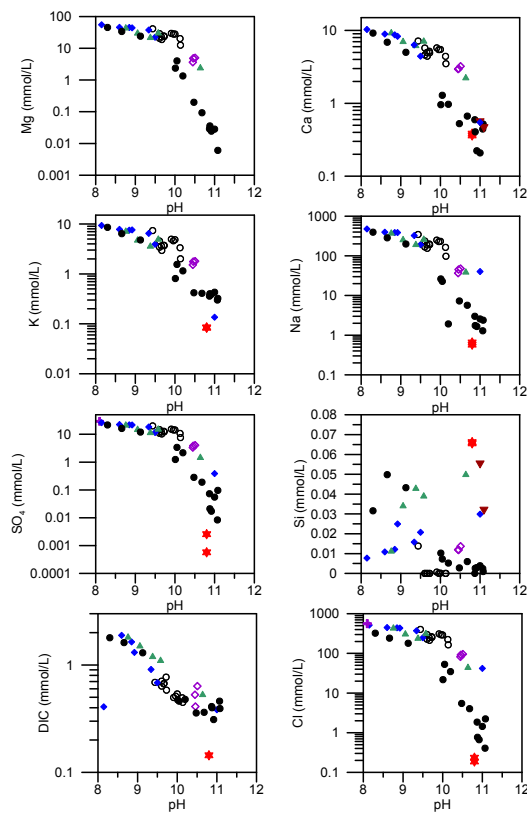 100
10
1
0.1
0.01
0.001
Mg (mmol/L)
8 9 10 11 12
pH
10
1
0.1
Ca (mmol/L)
8 9 10 11 12
pH
10
1
0.1
0.01
K (mmol/L)
8 9 10 11 12
pH
1000
100
10
1
0.1
Na (mmol/L)
8 9 10 11 12
pH
10
1
0.1
0.01
0.001
0.0001
SO4 (mmol/L)
8 9 10 11 12
pH
0.08
0.07
0.06
0.05
0.04
0.03
0.02
0.01
0
Si (mmol/L)
8 9 10 11 12
pH
1
0.1
DIC (mmol/L)
8 9 10 11 12
pH
1000
100
10
1
0.1
Cl (mmol/L)
8 9 10 11 12
pH